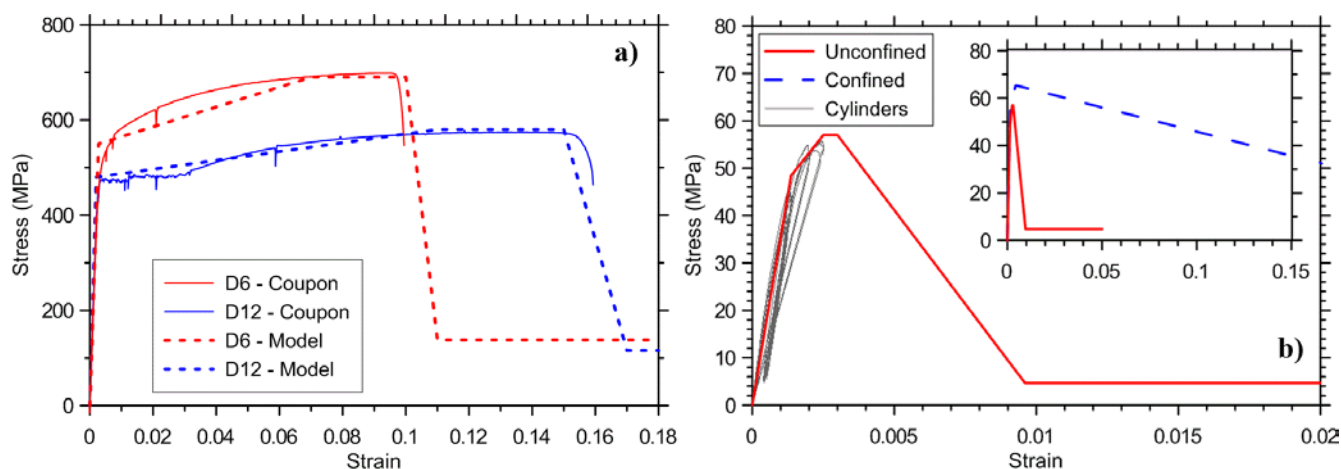 a)
800
600
400
200
0
Stress (MPa)
D6 - Coupon
D12 - Coupon
D6 - Model
D12 - Model
0 0.02 0.04 0.06 0.08 0.1 0.12 0.14 0.16 0.18
Strain
b)
80
70
60
50
40
30
20
10
0
Stress (MPa)
Unconfined
Confined
Cylinders
80
60
40
20
0
0 0.05 0.1 0.15
0 0.005 0.01 0.015 0.02
Strain